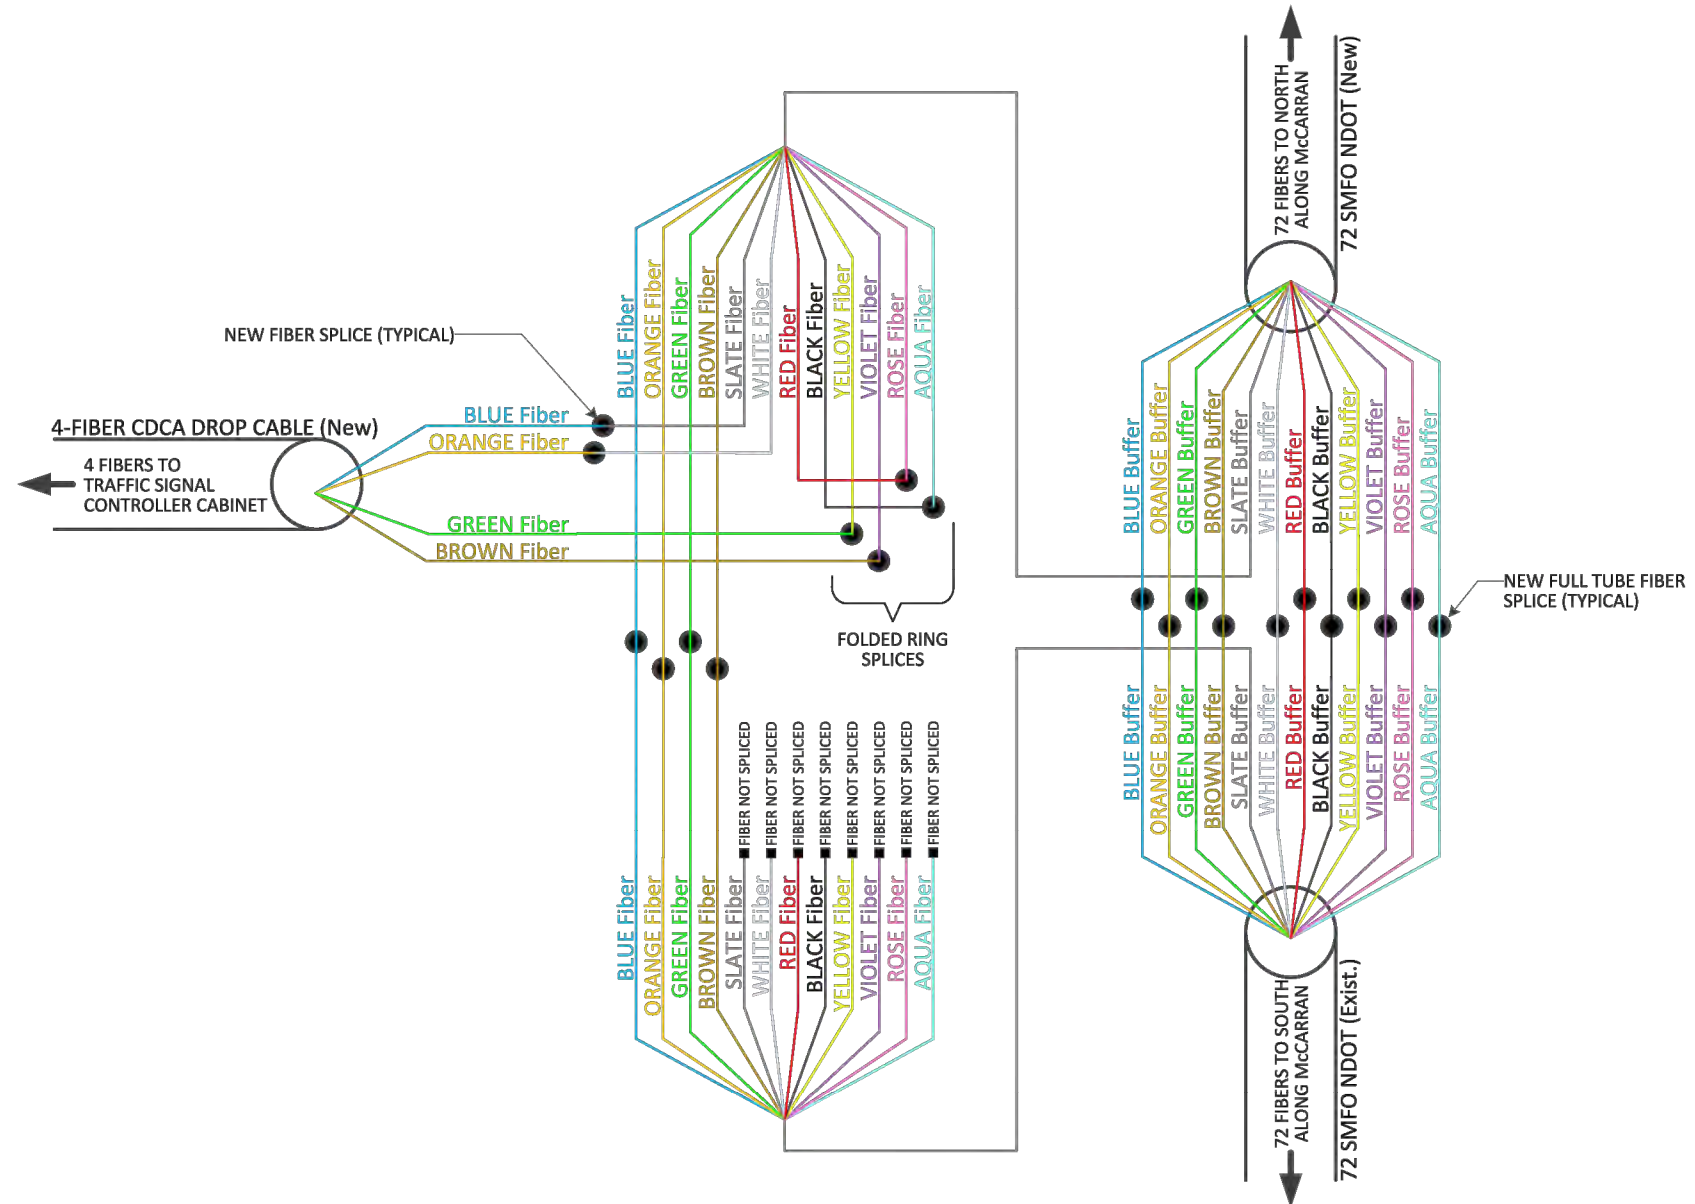 72 FIBERS TO NORTH
ALONG McCARRAN
72 SMFO NDOT (New)
NEW FIBER SPLICE (TYPICAL)
BLUE Fiber
ORANGE Fiber
GREEN Fiber
BROWN Fiber
SLATE Fiber
WHITE Fiber
RED Fiber
BLACK Fiber
YELLOW Fiber
VIOLET Fiber
ROSE Fiber
AQUA Fiber
4-FIBER CDCA DROP CABLE (New)
4 FIBERS TO
TRAFFIC SIGNAL
CONTROLLER CABINET
BLUE Fiber
ORANGE Fiber
GREEN Fiber
BROWN Fiber
FOLDED RING
SPLICES
BLUE Buffer
ORANGE Buffer
GREEN Buffer
BROWN Buffer
SLATE Buffer
WHITE Buffer
RED Buffer
BLACK Buffer
YELLOW Buffer
VIOLET Buffer
ROSE Buffer
AQUA Buffer
NEW FULL TUBE FIBER
SPLICE (TYPICAL)
FIBER NOT SPLICED
FIBER NOT SPLICED
FIBER NOT SPLICED
FIBER NOT SPLICED
FIBER NOT SPLICED
FIBER NOT SPLICED
FIBER NOT SPLICED
FIBER NOT SPLICED
BLUE Fiber
ORANGE Fiber
GREEN Fiber
BROWN Fiber
SLATE Fiber
WHITE Fiber
RED Fiber
BLACK Fiber
YELLOW Fiber
VIOLET Fiber
ROSE Fiber
AQUA Fiber
BLUE Buffer
ORANGE Buffer
GREEN Buffer
BROWN Buffer
SLATE Buffer
WHITE Buffer
RED Buffer
BLACK Buffer
YELLOW Buffer
VIOLET Buffer
ROSE Buffer
AQUA Buffer
72 FIBERS TO SOUTH
ALONG McCARRAN
72 SMFO NDOT (Exist.)